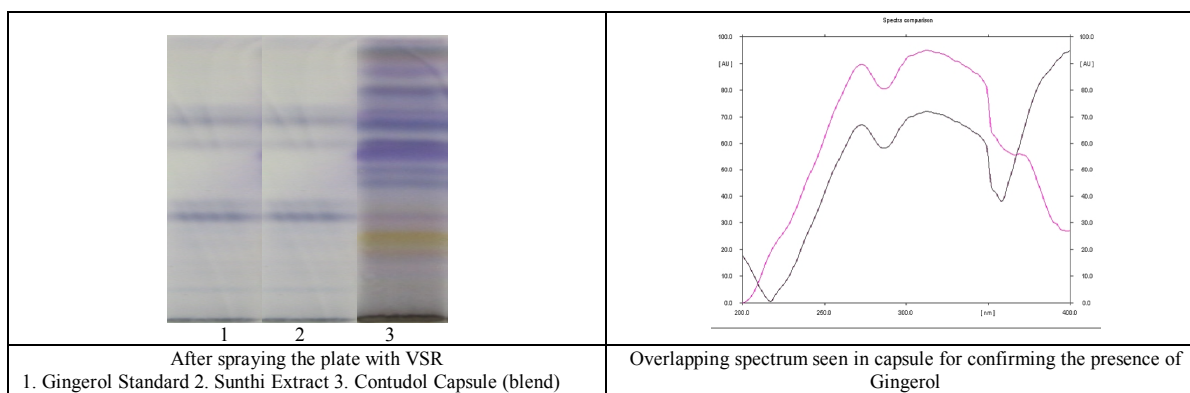 Spectra comparison
100.0 100.0
[ AU ] [ AU ]
80.0 80.0
70.0 70.0
60.0 60.0
50.0 50.0
40.0 40.0
30.0 30.0
20.0 20.0
10.0 10.0
0.0 0.0
200.0 250.0 300.0 [ nm ] 400.0
1 2 3
After spraying the plate with VSR
1. Gingerol Standard 2. Sunthi Extract 3. Contudol Capsule (blend)
Overlapping spectrum seen in capsule for confirming the presence of
Gingerol